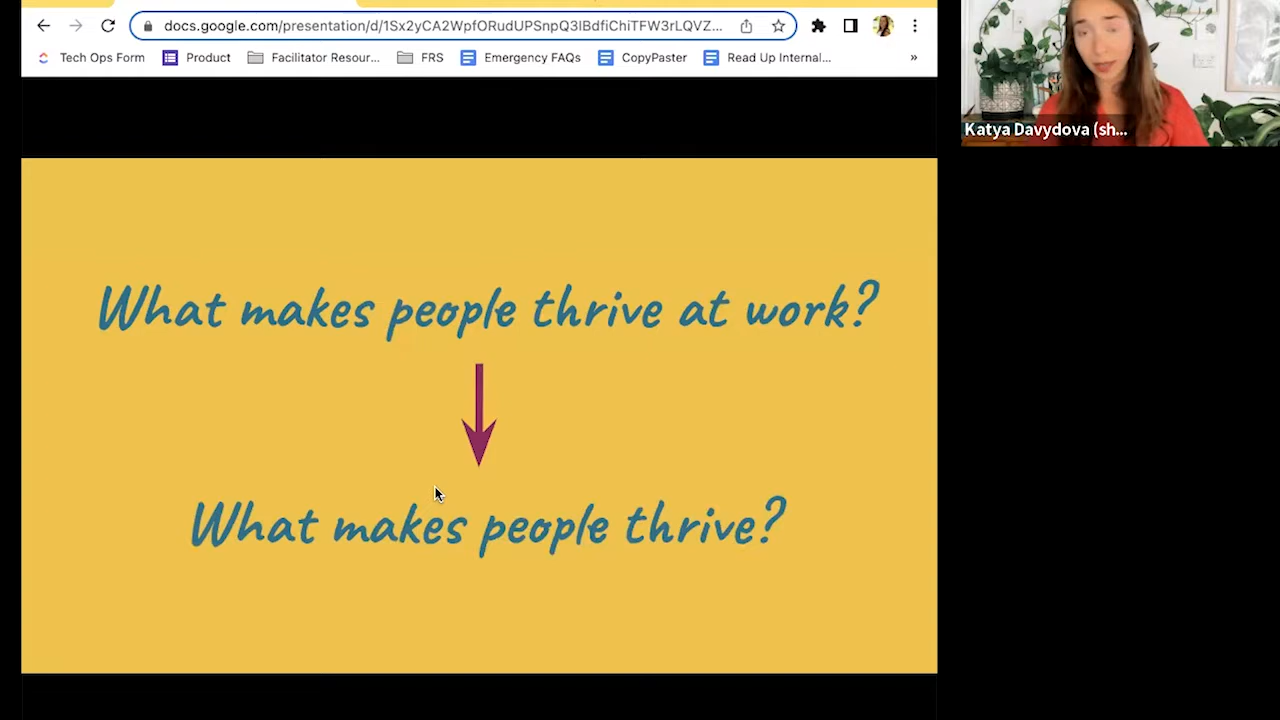 docs.google.com/presentation/d/1Sx2yCA2WpfORudUPSnpQ3lBdfiChiTFW3rLQVZ...
Tech Ops Form Product Facilitator Resour... FRS Emergency FAQs CopyPaster Read Up Internal... »
Katya Davydova (sh...
What makes people thrive at work?
What makes people thrive?